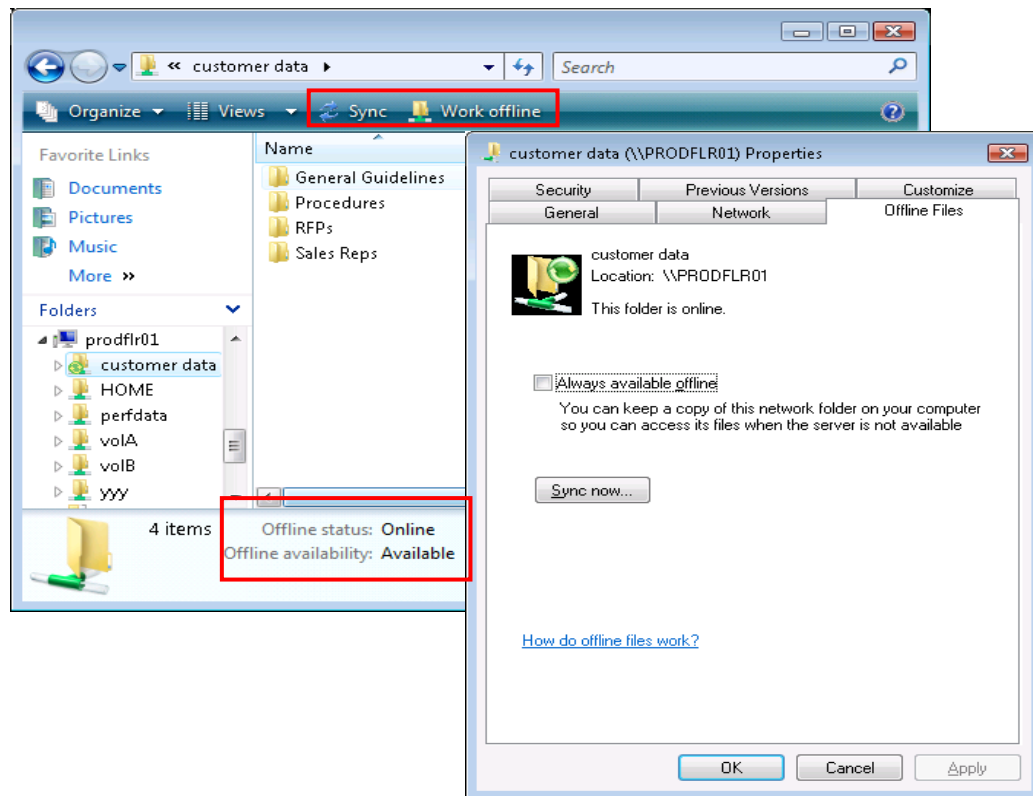 « customer data ▸
Search
Organize Views Sync Work offline
Favorite Links
Documents
Pictures
Music
More »
Folders
prodflr01
customer data
HOME
perfdata
volA
volB
yyy
Name
General Guidelines
Procedures
RFPs
Sales Reps
4 items
Offline status: Online
Offline availability: Available
customer data (\\PRODFLR01) Properties
Security Previous Versions Customize
General Network Offline Files
customer data
Location: \\PRODFLR01
This folder is online.
Always available offline
You can keep a copy of this network folder on your computer
so you can access its files when the server is not available
Sync now...
How do offline files work?
OK Cancel Apply